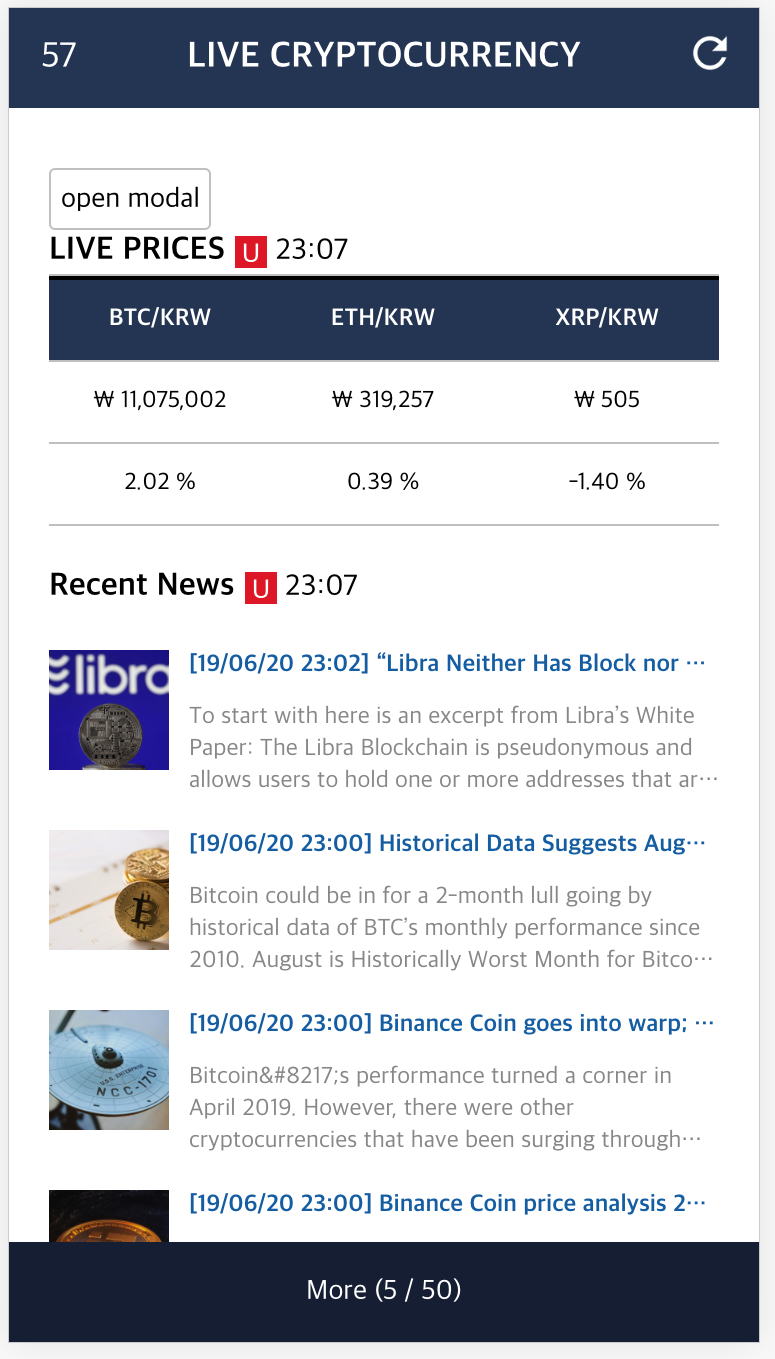 57 LIVE CRYPTOCURRENCY
open modal
LIVE PRICES U 23:07
BTC/KRW ETH/KRW XRP/KRW
₩ 11,075,002 ₩ 319,257 ₩ 505
2.02 % 0.39 % -1.40 %
Recent News U 23:07
libra
[19/06/20 23:02] “Libra Neither Has Block nor ⋯
To start with here is an excerpt from Libra’s White
Paper: The Libra Blockchain is pseudonymous and
allows users to hold one or more addresses that ar⋯
[19/06/20 23:00] Historical Data Suggests Aug⋯
Bitcoin could be in for a 2-month lull going by
historical data of BTC’s monthly performance since
2010. August is Historically Worst Month for Bitco⋯
[19/06/20 23:00] Binance Coin goes into warp; ⋯
U.S.S. ENTERPRISE
NCC-1701
Bitcoin&#8217;s performance turned a corner in
April 2019. However, there were other
cryptocurrencies that have been surging through⋯
[19/06/20 23:00] Binance Coin price analysis 2⋯
More (5 / 50)